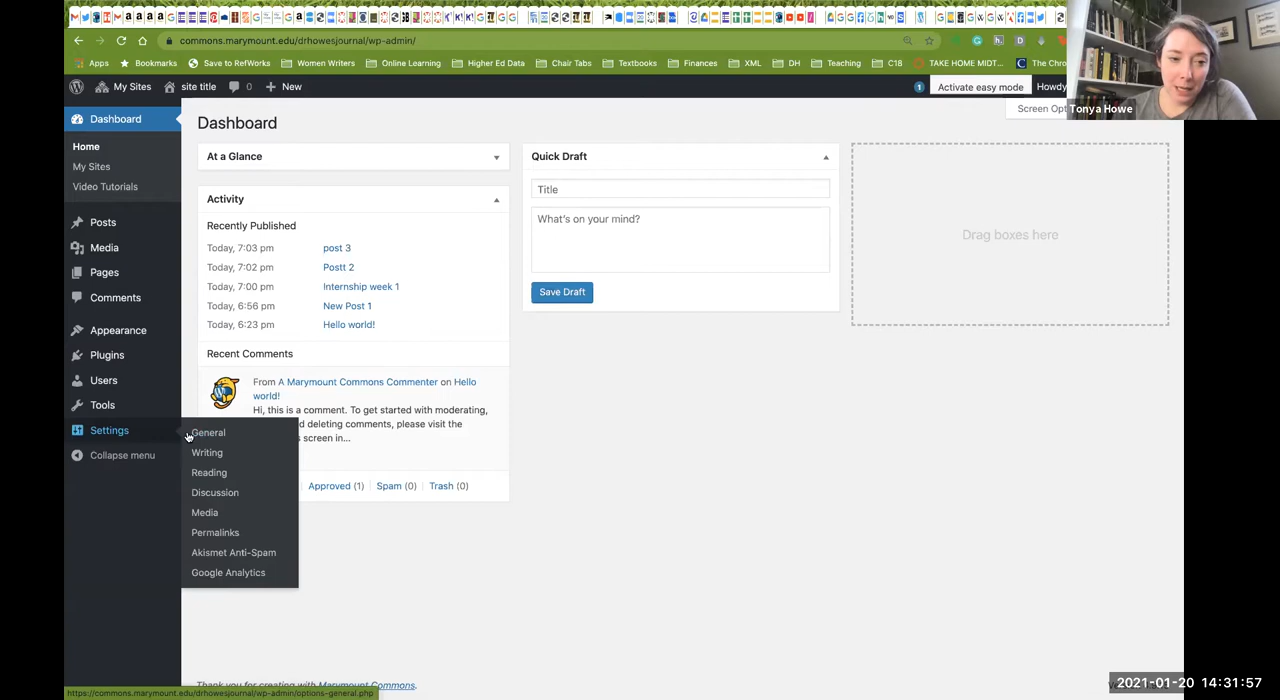 commons.marymount.edu/drhowesjournal/wp-admin/
Apps
Bookmarks
Save to RefWorks
Women Writers
Online Learning
Higher Ed Data
Chair Tabs
Textbooks
Finances
XML
DH
Teaching
C18
TAKE HOME MIDT...
The Chro
My Sites
site title
0
New
1
Activate easy mode
Howdy
Tonya Howe
Screen Opt
Dashboard
Home
My Sites
Video Tutorials
Posts
Media
Pages
Comments
Appearance
Plugins
Users
Tools
Settings
Collapse menu
General
Writing
Reading
Discussion
Media
Permalinks
Akismet Anti-Spam
Google Analytics
Dashboard
At a Glance
Activity
Recently Published
Today, 7:03 pm post 3
Today, 7:02 pm Postt 2
Today, 7:00 pm Internship week 1
Today, 6:56 pm New Post 1
Today, 6:23 pm Hello world!
Recent Comments
From A Marymount Commons Commenter on Hello
world!
Hi, this is a comment. To get started with moderating,
d deleting comments, please visit the
s screen in...
Approved (1) Spam (0) Trash (0)
Quick Draft
Title
What's on your mind?
Save Draft
Drag boxes here
Thank you for creating with Marymount Commons.
https://commons.marymount.edu/drhowesjournal/wp-admin/options-general.php
2021-01-20 14:31:57